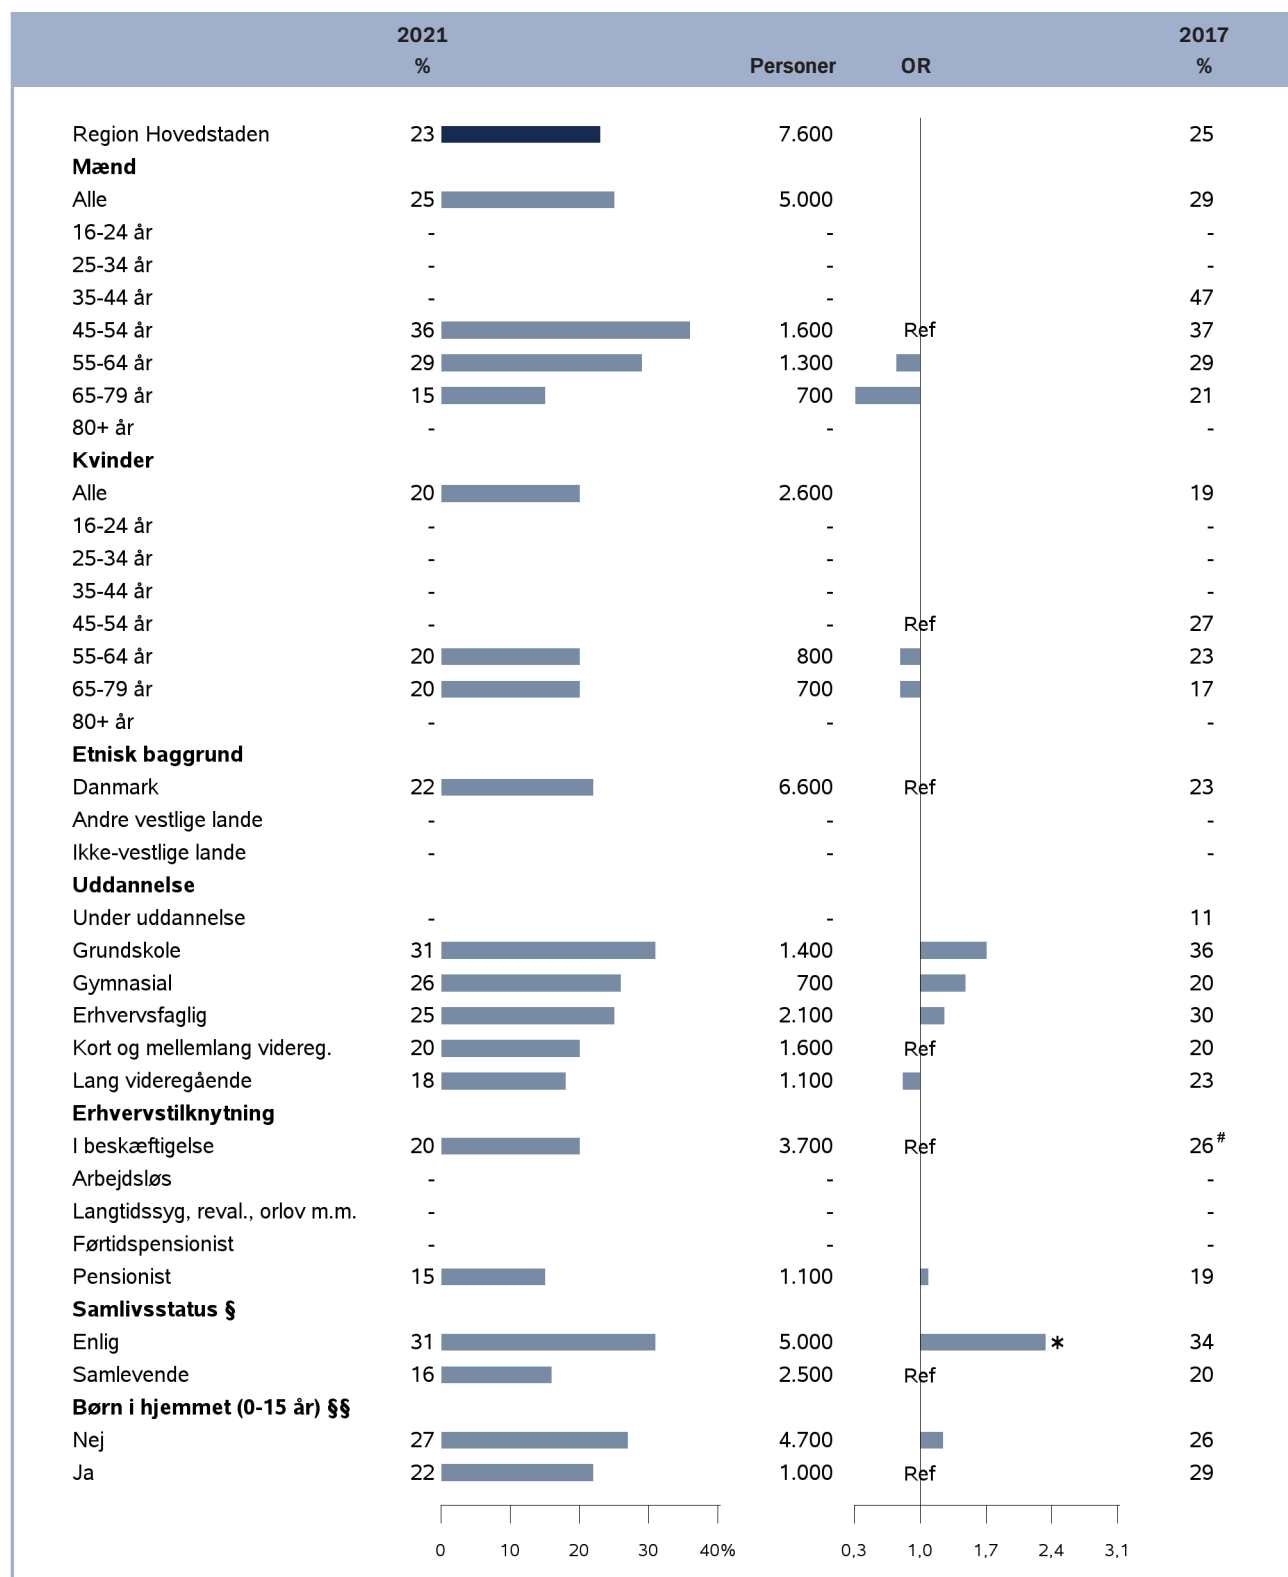 2021 2017
% Personer OR %
Region Hovedstaden 23 7.600 25
Mænd
Alle 25 5.000 29
16-24 år - - -
25-34 år - - -
35-44 år - - 47
45-54 år 36 1.600 Ref 37
55-64 år 29 1.300 29
65-79 år 15 700 21
80+ år - - -
Kvinder
Alle 20 2.600 19
16-24 år - - -
25-34 år - - -
35-44 år - - -
45-54 år - - Ref 27
55-64 år 20 800 23
65-79 år 20 700 17
80+ år - - -
Etnisk baggrund
Danmark 22 6.600 Ref 23
Andre vestlige lande - - -
Ikke-vestlige lande - - -
Uddannelse
Under uddannelse - - 11
Grundskole 31 1.400 36
Gymnasial 26 700 20
Erhvervsfaglig 25 2.100 30
Kort og mellemlang videreg. 20 1.600 Ref 20
Lang videregående 18 1.100 23
Erhvervstilknytning
I beskæftigelse 20 3.700 Ref 26 #
Arbejdsløs - - -
Langtidssyg, reval., orlov m.m. - - -
Førtidspensionist - - -
Pensionist 15 1.100 19
Samlivsstatus §
Enlig 31 5.000 * 34
Samlevende 16 2.500 Ref 20
Børn i hjemmet (0-15 år) §§
Nej 27 4.700 26
Ja 22 1.000 Ref 29
0 10 20 30 40% 0,3 1,0 1,7 2,4 3,1